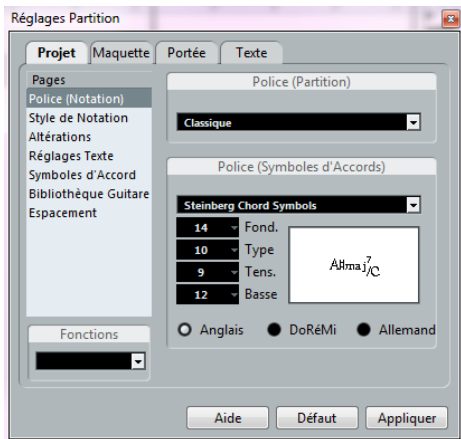 Réglages Partition
Projet Maquette Portée Texte
Pages
Police (Notation)
Style de Notation
Altérations
Réglages Texte
Symboles d'Accord
Bibliothèque Guitare
Espacement
Fonctions
Police (Partition)
Classique
Police (Symboles d'Accords)
Steinberg Chord Symbols
14 Fond.
10 Type
9 Tens.
12 Basse
A#maj7/C
Anglais DoRéMi Allemand
Aide Défaut Appliquer